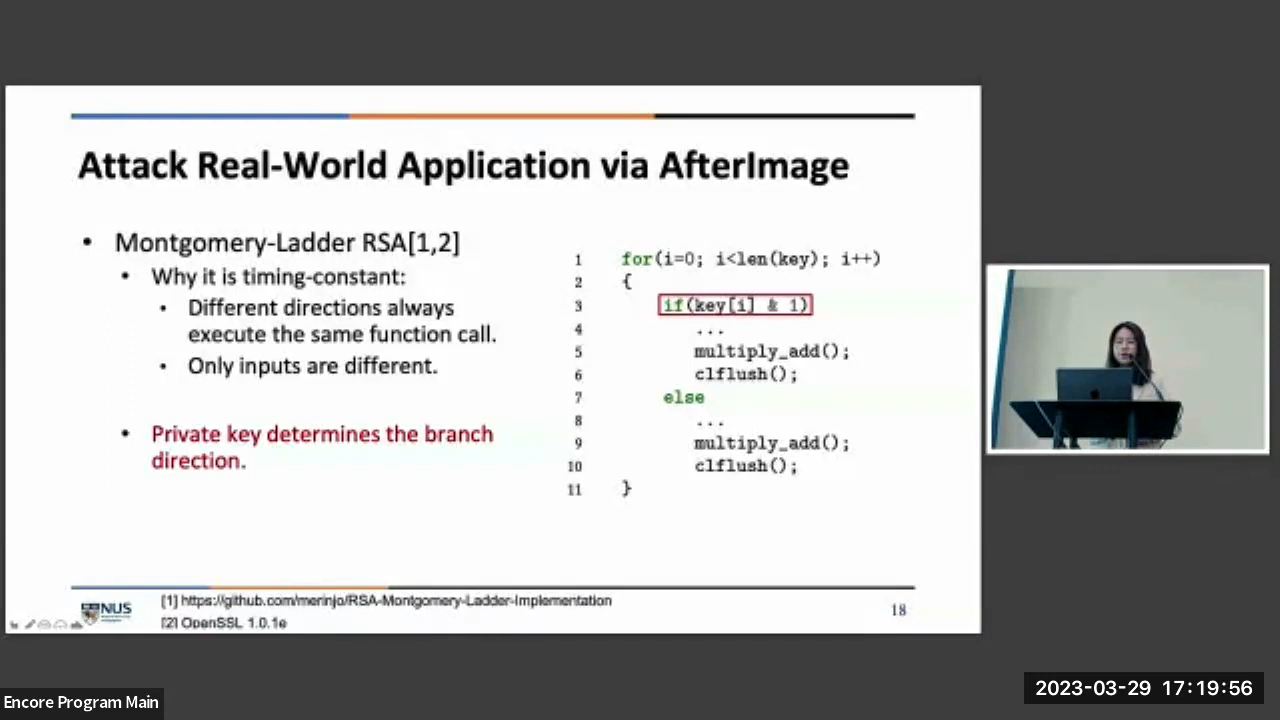 Attack Real-World Application via AfterImage
• Montgomery-Ladder RSA[1,2]
• Why it is timing-constant:
• Different directions always
execute the same function call.
• Only inputs are different.
• Private key determines the branch
direction.
1 for(i=0; i<len(key); i++)
2 {
3 if(key[i] & 1)
4 ...
5 multiply_add();
6 clflush();
7 else
8 ...
9 multiply_add();
10 clflush();
11 }
NUS
[1] https://github.com/merinjo/RSA-Montgomery-Ladder-Implementation
[2] OpenSSL 1.0.1e
18
2023-03-29 17:19:56
Encore Program Main